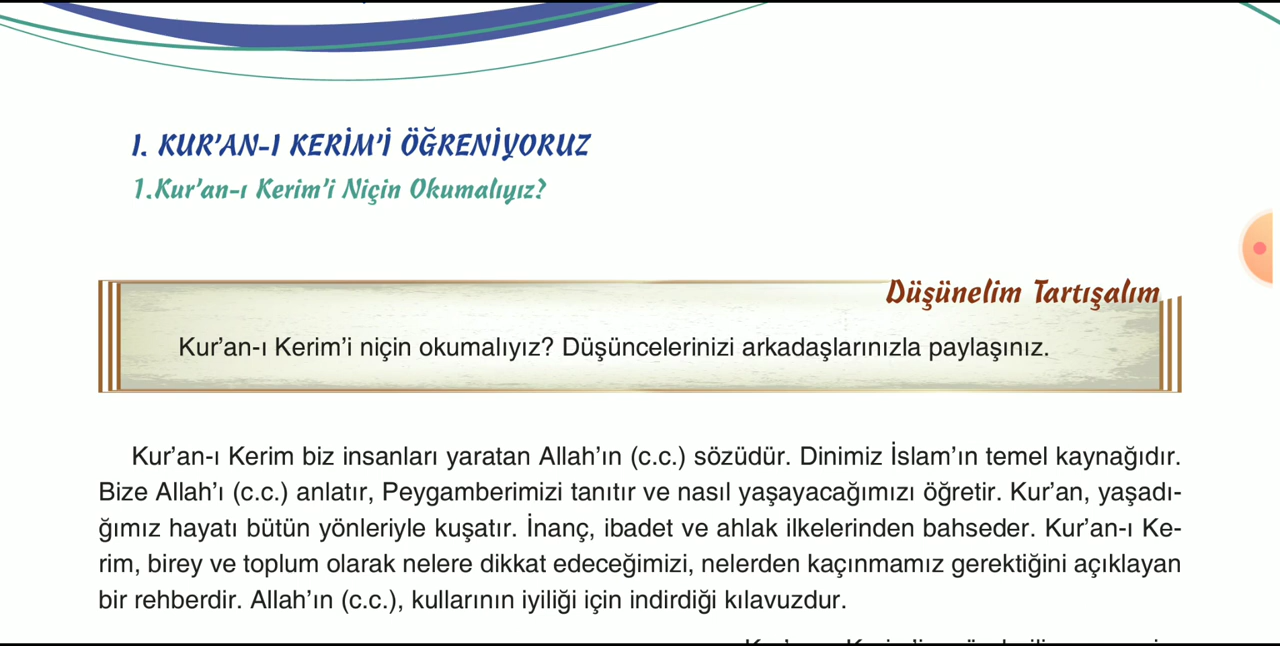 I. KUR'AN-I KERİM'İ ÖĞRENİYORUZ
1.Kur'an-ı Kerim'i Niçin Okumalıyız?
Düşünelim Tartışalım
Kur'an-ı Kerim'i niçin okumalıyız? Düşüncelerinizi arkadaşlarınızla paylaşınız.
Kur'an-ı Kerim biz insanları yaratan Allah'ın (c.c.) sözüdür. Dinimiz İslam'ın temel kaynağıdır.
Bize Allah'ı (c.c.) anlatır, Peygamberimizi tanıtır ve nasıl yaşayacağımızı öğretir. Kur'an, yaşadı-
ğımız hayatı bütün yönleriyle kuşatır. İnanç, ibadet ve ahlak ilkelerinden bahseder. Kur'an-ı Ke-
rim, birey ve toplum olarak nelere dikkat edeceğimizi, nelerden kaçınmamız gerektiğini açıklayan
bir rehberdir. Allah'ın (c.c.), kullarının iyiliği için indirdiği kılavuzdur.